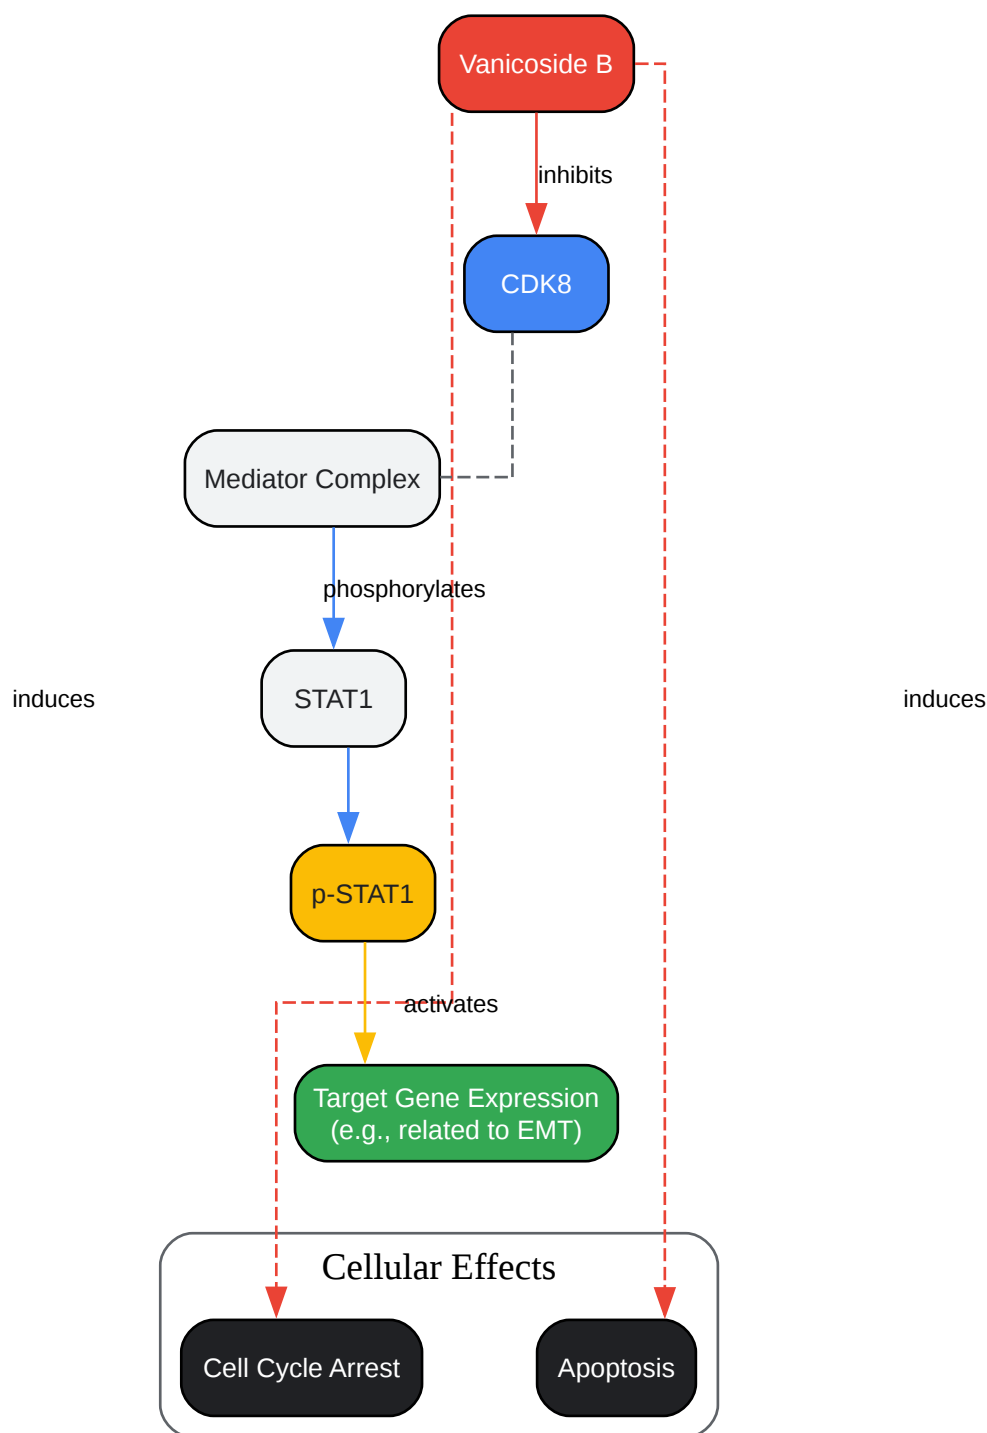 Vanicoside B
inhibits
CDK8
Mediator Complex
phosphorylates
STAT1
induces
induces
p-STAT1
activates
Target Gene Expression
(e.g., related to EMT)
Cellular Effects
Cell Cycle Arrest
Apoptosis